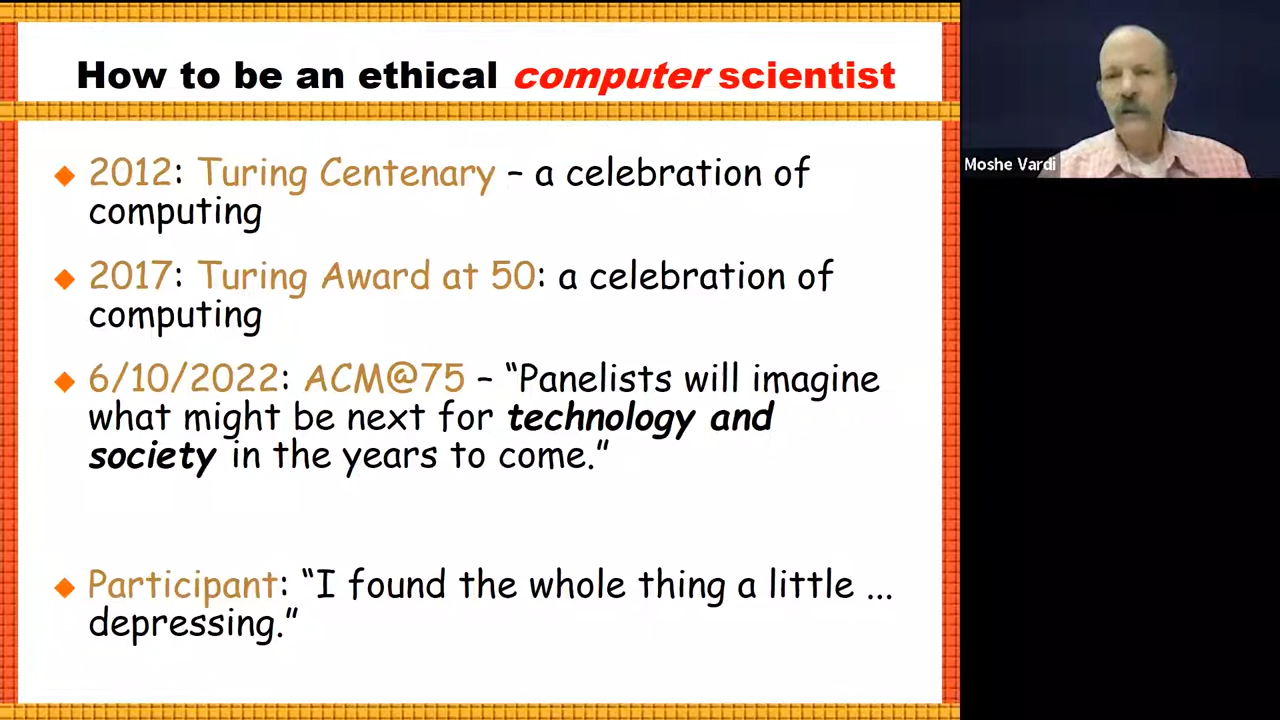 How to be an ethical computer scientist
◆ 2012: Turing Centenary – a celebration of
computing
◆ 2017: Turing Award at 50: a celebration of
computing
◆ 6/10/2022: ACM@75 – “Panelists will imagine
what might be next for technology and
society in the years to come.”
◆ Participant: “I found the whole thing a little ...
depressing.”
Moshe Vardi